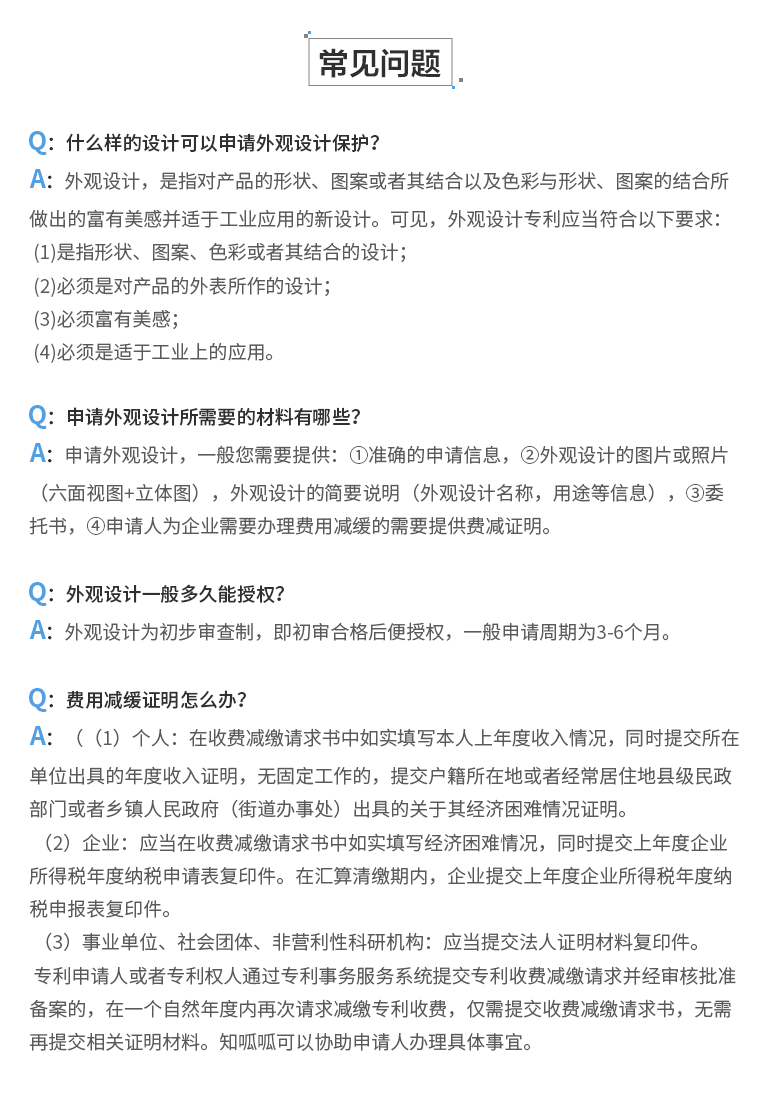 常见问题
Q：什么样的设计可以申请外观设计保护？
A：外观设计，是指对产品的形状、图案或者其结合以及色彩与形状、图案的结合所
做出的富有美感并适于工业应用的新设计。可见，外观设计专利应当符合以下要求：
(1)是指形状、图案、色彩或者其结合的设计；
(2)必须是对产品的外表所作的设计；
(3)必须富有美感；
(4)必须是适于工业上的应用。
Q：申请外观设计所需要的材料有哪些？
A：申请外观设计，一般您需要提供：①准确的申请信息，②外观设计的图片或照片
（六面视图+立体图），外观设计的简要说明（外观设计名称，用途等信息），③委
托书，④申请人为企业需要办理费用减缓的需要提供费减证明。
Q：外观设计一般多久能授权？
A：外观设计为初步审查制，即初审合格后便授权，一般申请周期为3-6个月。
Q：费用减缓证明怎么办？
A：（（1）个人：在收费减缴请求书中如实填写本人上年度收入情况，同时提交所在
单位出具的年度收入证明，无固定工作的，提交户籍所在地或者经常居住地县级民政
部门或者乡镇人民政府（街道办事处）出具的关于其经济困难情况证明。
（2）企业：应当在收费减缴请求书中如实填写经济困难情况，同时提交上年度企业
所得税年度纳税申请表复印件。在汇算清缴期内，企业提交上年度企业所得税年度纳
税申报表复印件。
（3）事业单位、社会团体、非营利性科研机构：应当提交法人证明材料复印件。
专利申请人或者专利权人通过专利事务服务系统提交专利收费减缴请求并经审核批准
备案的，在一个自然年度内再次请求减缴专利收费，仅需提交收费减缴请求书，无需
再提交相关证明材料。知呱呱可以协助申请人办理具体事宜。